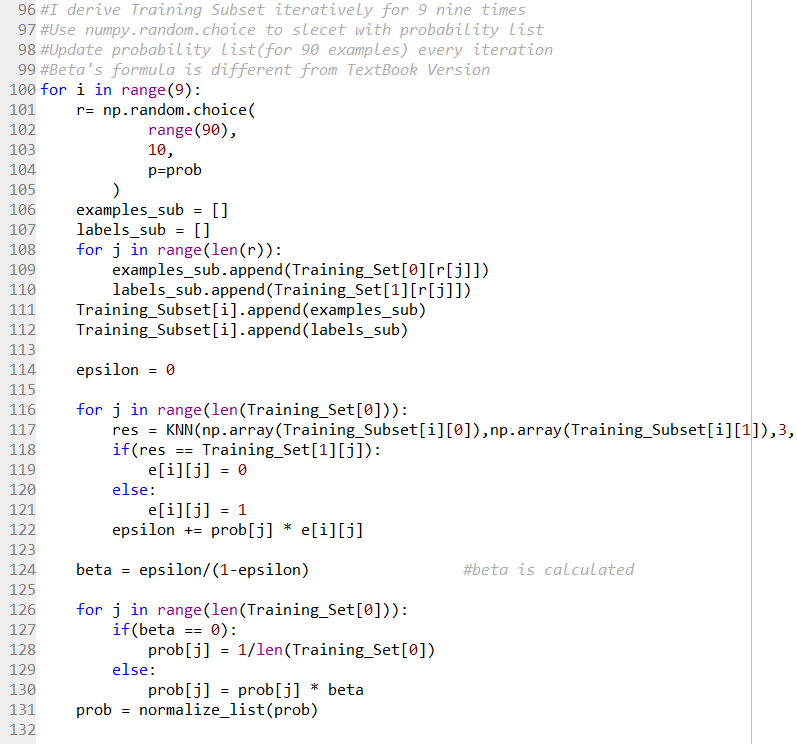 96 #I derive Training Subset iteratively for 9 nine times
97 #Use numpy.random.choice to slecet with probability list
98 #Update probability list(for 90 examples) every iteration
99 #Beta's formula is different from TextBook Version
100 for i in range(9):
101     r= np.random.choice(
102             range(90),
103             10,
104             p=prob
105         )
106     examples_sub = []
107     labels_sub = []
108     for j in range(len(r)):
109         examples_sub.append(Training_Set[0][r[j]])
110         labels_sub.append(Training_Set[1][r[j]])
111     Training_Subset[i].append(examples_sub)
112     Training_Subset[i].append(labels_sub)
113
114     epsilon = 0
115
116     for j in range(len(Training_Set[0])):
117         res = KNN(np.array(Training_Subset[i][0]),np.array(Training_Subset[i][1]),3,
118         if(res == Training_Set[1][j]):
119             e[i][j] = 0
120         else:
121             e[i][j] = 1
122         epsilon += prob[j] * e[i][j]
123
124     beta = epsilon/(1-epsilon)                 #beta is calculated
125
126     for j in range(len(Training_Set[0])):
127         if(beta == 0):
128             prob[j] = 1/len(Training_Set[0])
129         else:
130             prob[j] = prob[j] * beta
131     prob = normalize_list(prob)
132